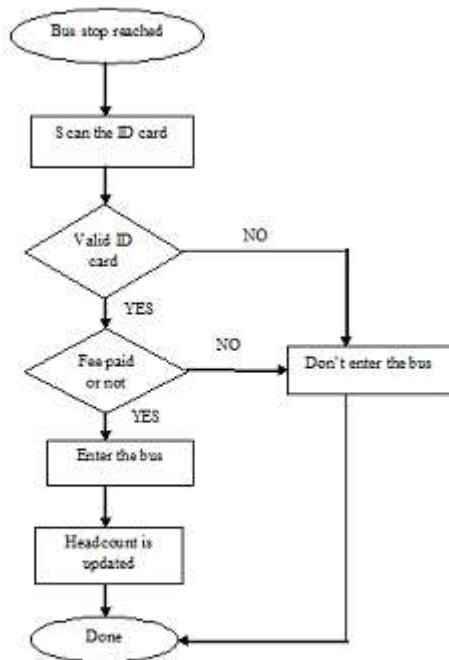 Bus stop reached
Scan the ID card
Valid ID
card
NO
YES
Fee paid
or not
NO
Don't enter the bus
YES
Enter the bus
Headcount is
updated
Done